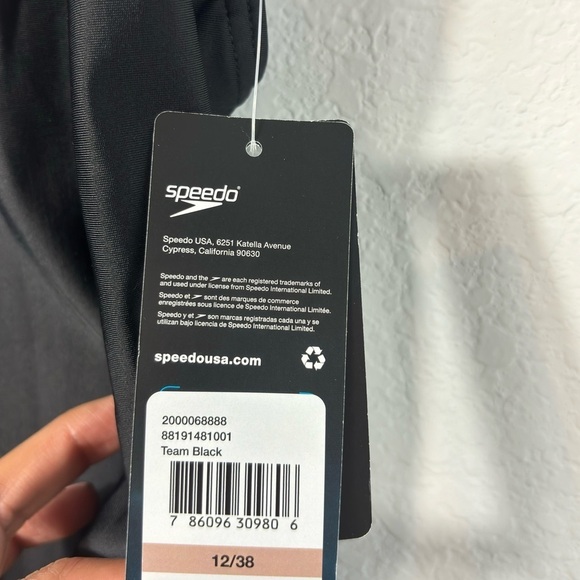 speedo®
Speedo USA, 6251 Katella Avenue
Cypress, California 90630
Speedo and the are each registered trademarks of
and used under license from Speedo International Limited.
Speedo et sont des marques de commerce
enregistrées sous licence de Speedo International Limitée.
Speedo y et son marcas registradas cada una y se
utilizan bajo licencia de Speedo International Limited.
speedousa.com
2000068888
88191481001
Team Black
7 86096 30980 6
12/38